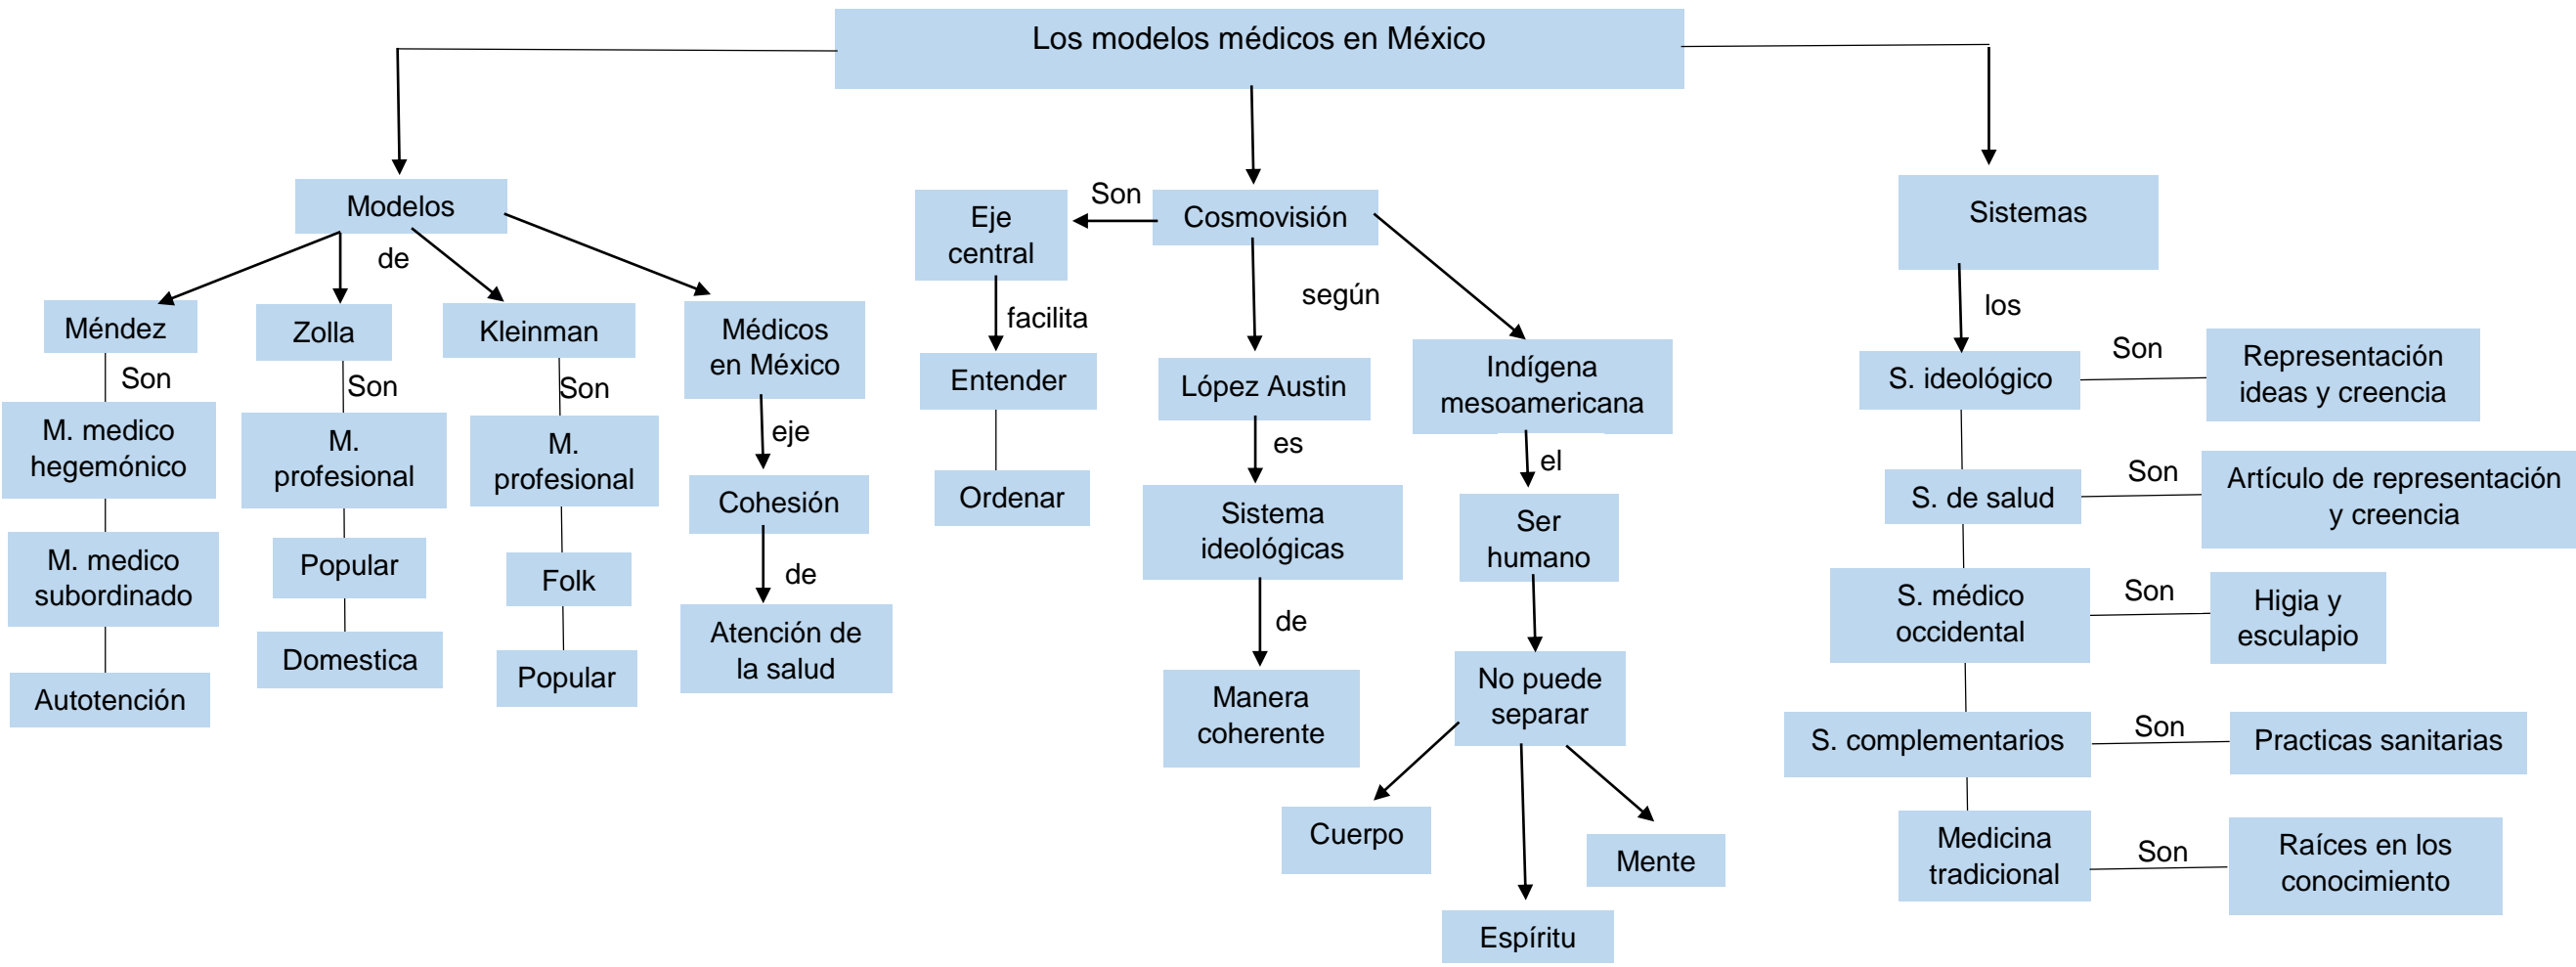 Los modelos médicos en México
Modelos
de
Méndez
Son
M. medico
hegemónico
M. medico
subordinado
Autotención
Zolla
Son
M.
profesional
Popular
Domestica
Kleinman
Son
M.
profesional
Folk
Popular
Médicos
en México
eje
Cohesión
de
Atención de
la salud
Cosmovisión
Son
Eje
central
facilita
Entender
Ordenar
según
López Austin
es
Sistema
ideológicas
de
Manera
coherente
Indígena
mesoamericana
el
Ser
humano
No puede
separar
Cuerpo
Espíritu
Mente
Sistemas
los
S. ideológico
Son
Representación
ideas y creencia
S. de salud
Son
Artículo de representación
y creencia
S. médico
occidental
Son
Higia y
esculapio
S. complementarios
Son
Practicas sanitarias
Medicina
tradicional
Son
Raíces en los
conocimiento